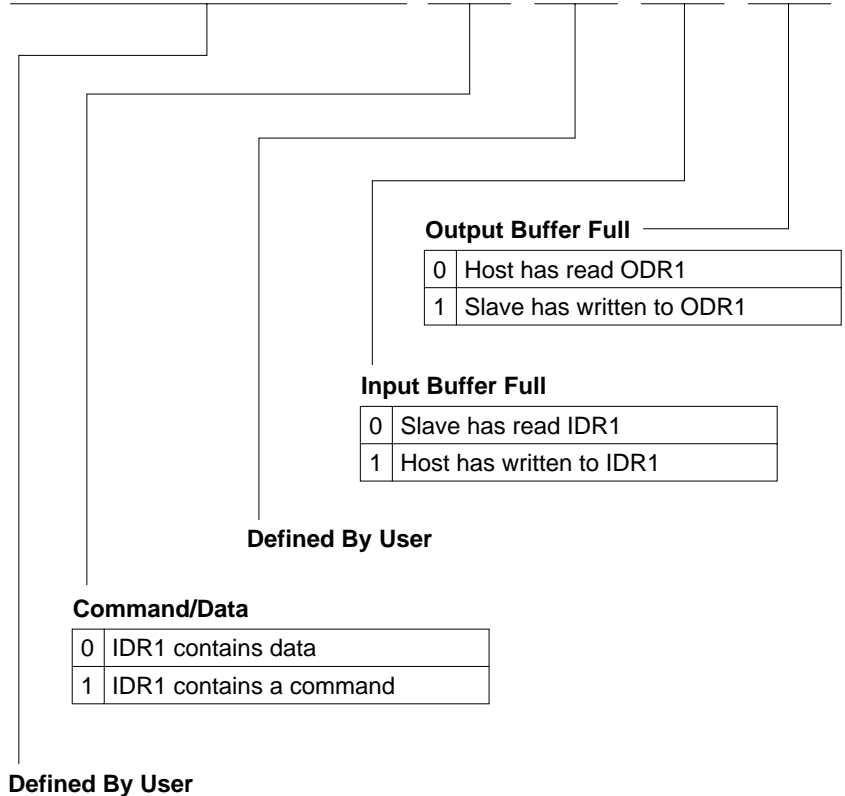 Output Buffer Full
0 Host has read ODR1
1 Slave has written to ODR1
Input Buffer Full
0 Slave has read IDR1
1 Host has written to IDR1
Defined By User
Command/Data
0 IDR1 contains data
1 IDR1 contains a command
Defined By User